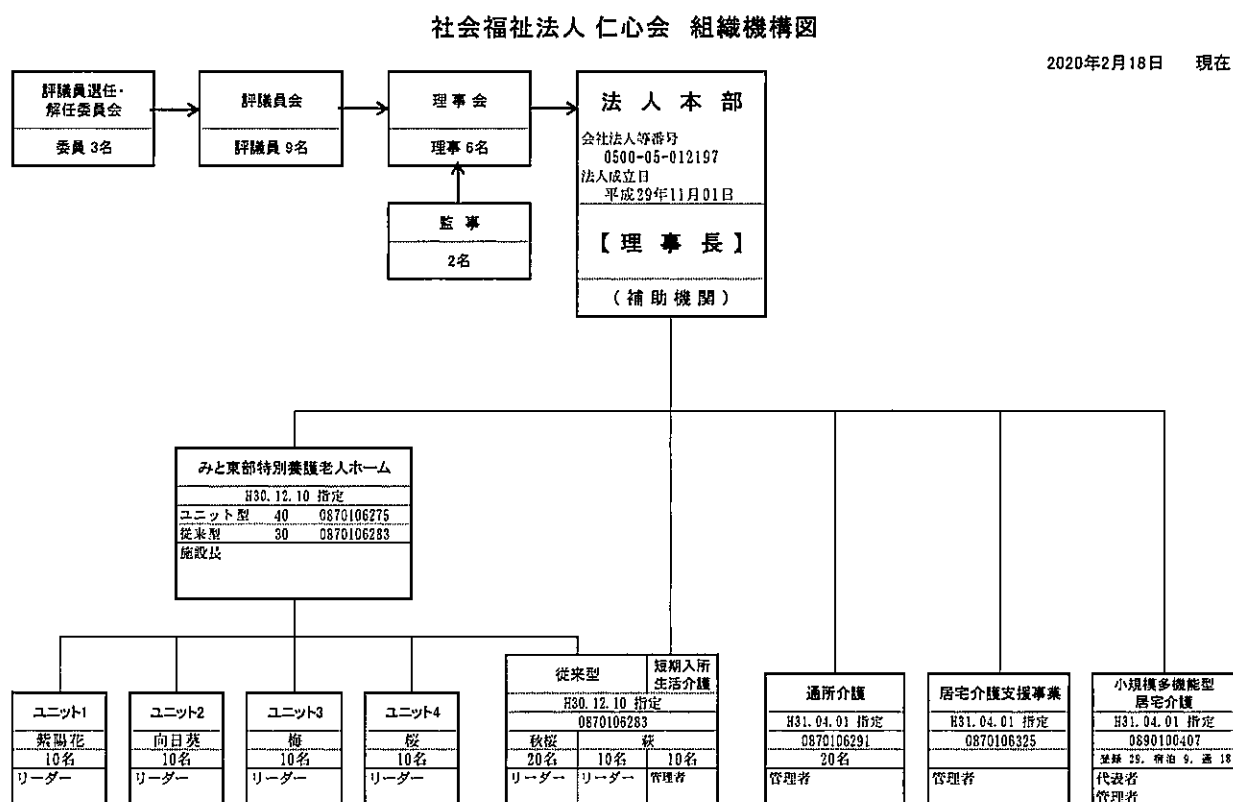 社会福祉法人 仁心会 組織機構図
2020年2月18日 現在
評議員選任・
解任委員会
委員 3名
評議員会
評議員 9名
理事会
理事 6名
監事
2名
法人本部
会社法人等番号
0500-05-012197
法人成立日
平成29年11月01日
【理事長】
(補助機関)
みと東部特別養護老人ホーム
H30.12.10 指定
ユニット型 40 0870106275
従来型 30 0870106283
施設長
ユニット1
紫陽花
10名
リーダー
ユニット2
向日葵
10名
リーダー
ユニット3
梅
10名
リーダー
ユニット4
桜
10名
リーダー
従来型
短期入所
生活介護
H30.12.10 指定
0870106283
秋桜 萩
20名 10名 10名
リーダー リーダー 管理者
通所介護
H31.04.01 指定
0870106291
20名
管理者
居宅介護支援事業
H31.04.01 指定
0870106325
管理者
小規模多機能型
居宅介護
H31.04.01 指定
0890100407
登録 29. 宿泊 9. 通 18
代表者
管理者